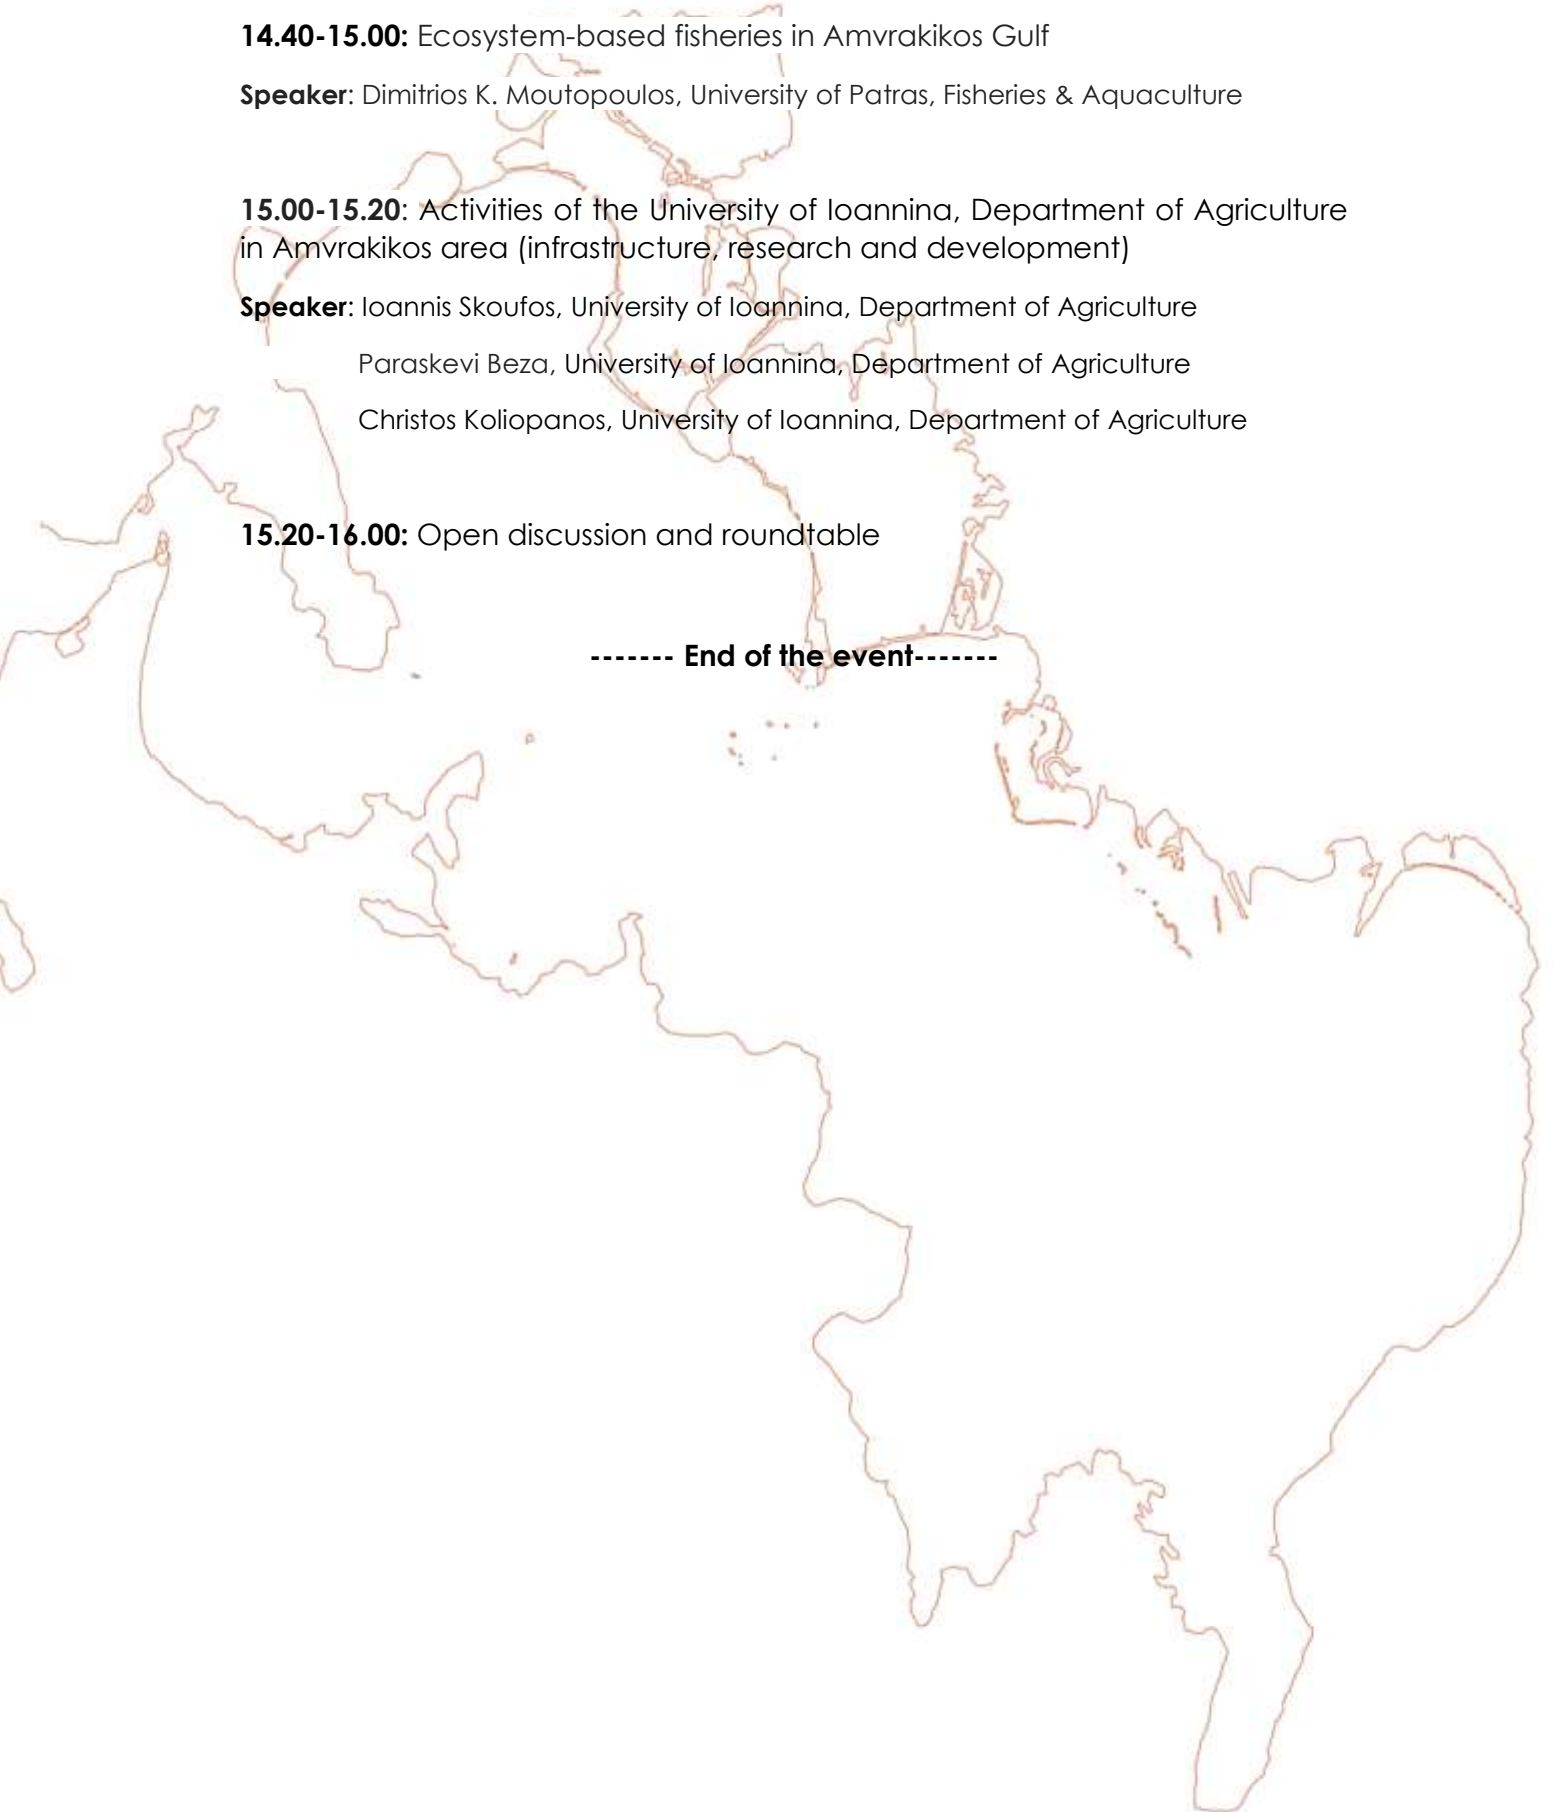 14.40-15.00: Ecosystem-based fisheries in Amvrakikos Gulf
Speaker: Dimitrios K. Moutopoulos, University of Patras, Fisheries & Aquaculture
15.00-15.20: Activities of the University of Ioannina, Department of Agriculture
in Amvrakikos area (infrastructure, research and development)
Speaker: Ioannis Skoufos, University of Ioannina, Department of Agriculture
Paraskevi Beza, University of Ioannina, Department of Agriculture
Christos Koliopanos, University of Ioannina, Department of Agriculture
15.20-16.00: Open discussion and roundtable
------- End of the event-------